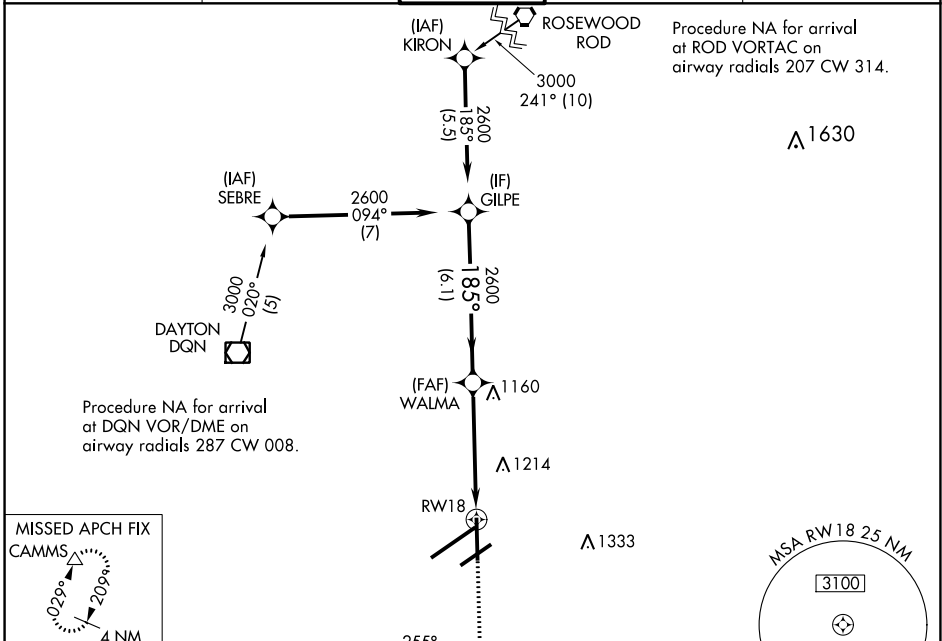 (IAF)
KIRON
ROSEWOOD
ROD
Procedure NA for arrival
at ROD VORTAC on
airway radials 207 CW 314.
3000
241° (10)
2600
185°
(5.5)
1630
(IAF)
SEBRE
2600
094°
(7)
(IF)
GILPE
3000
020°
(5)
2600
185°
(6.1)
DAYTON
DQN
(FAF)
WALMA
1160
Procedure NA for arrival
at DQN VOR/DME on
airway radials 287 CW 008.
1214
RW18
1333
MISSED APCH FIX
CAMMS
029°
209°
4 NM
MSA RW18 25 NM
3100
255°